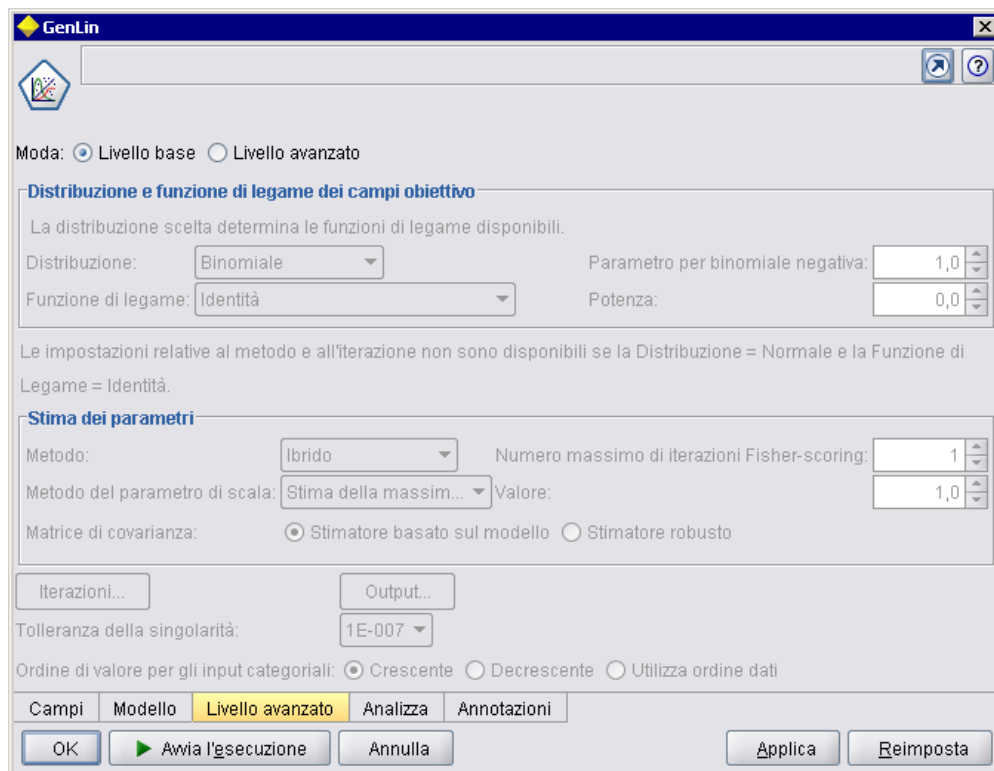 GenLin
Moda: Livello base Livello avanzato
Distribuzione e funzione di legame dei campi obiettivo
La distribuzione scelta determina le funzioni di legame disponibili.
Distribuzione: Binomiale Parametro per binomiale negativa: 1,0
Funzione di legame: Identità Potenza: 0,0
Le impostazioni relative al metodo e all'iterazione non sono disponibili se la Distribuzione = Normale e la Funzione di
Legame = Identità.
Stima dei parametri
Metodo: Ibrido Numero massimo di iterazioni Fisher-scoring: 1
Metodo del parametro di scala: Stima della massim... Valore: 1,0
Matrice di covarianza: Stimatore basato sul modello Stimatore robusto
Iterazioni... Output...
Tolleranza della singolarità: 1E-007
Ordine di valore per gli input categoriali: Crescente Decrescente Utilizza ordine dati
Campi Modello Livello avanzato Analizza Annotazioni
OK Avvia l'esecuzione Annulla Applica Reimposta